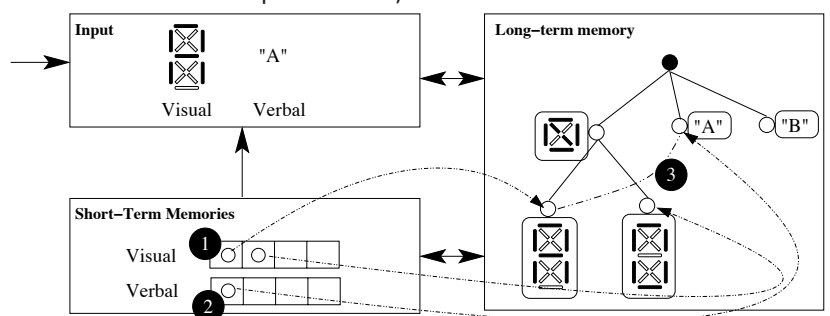 Input
"A"
Visual Verbal
Long-term memory
"A"
"B"
3
Short-Term Memories
1
Visual
Verbal
2